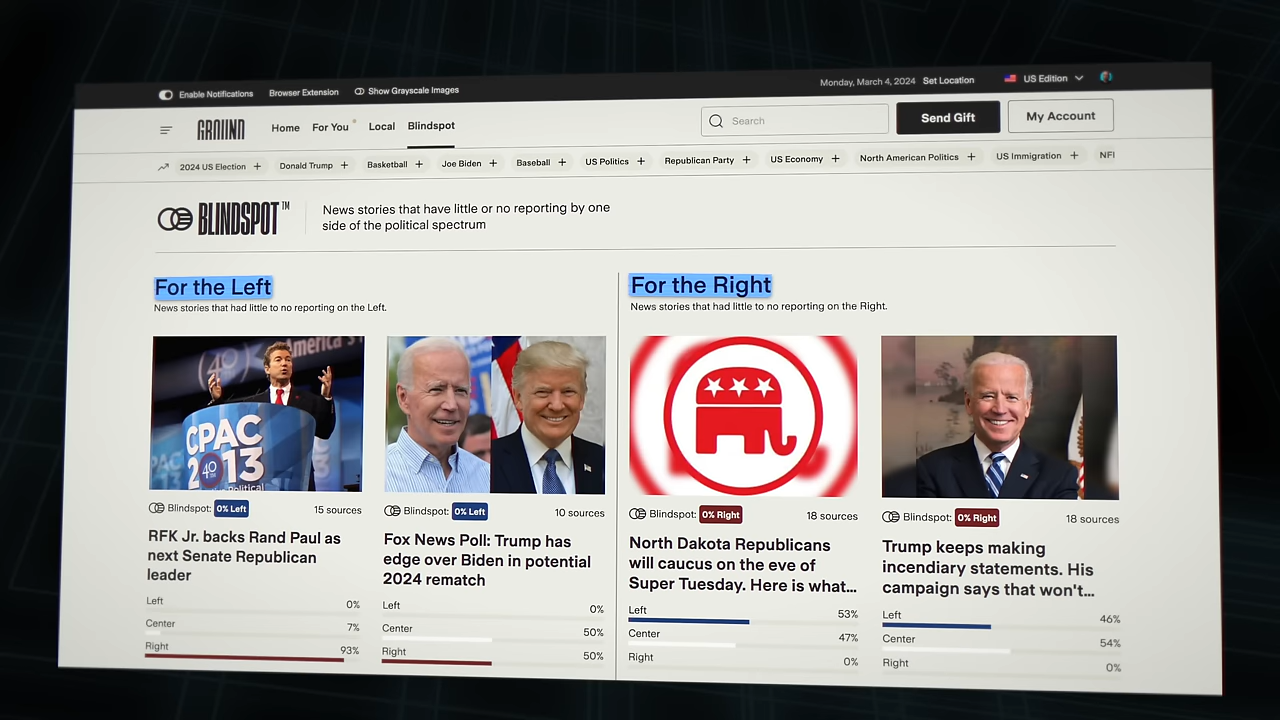 Enable Notifications Browser Extension Show Grayscale Images Monday, March 4, 2024 Set Location US Edition
GROUND Home For You Local Blindspot Search Send Gift My Account
2024 US Election + Donald Trump + Basketball + Joe Biden + Baseball + US Politics + Republican Party + US Economy + North American Politics + US Immigration + NFl
BLINDSPOT™
News stories that have little or no reporting by one
side of the political spectrum
For the Left
News stories that had little to no reporting on the Left.
CPAC
2013
40
Blindspot: 0% Left 15 sources
RFK Jr. backs Rand Paul as
next Senate Republican
leader
Left 0%
Center 7%
Right 93%
Blindspot: 0% Left 10 sources
Fox News Poll: Trump has
edge over Biden in potential
2024 rematch
Left 0%
Center 50%
Right 50%
For the Right
News stories that had little to no reporting on the Right.
Blindspot: 0% Right 18 sources
North Dakota Republicans
will caucus on the eve of
Super Tuesday. Here is what...
Left 53%
Center 47%
Right 0%
Blindspot: 0% Right 18 sources
Trump keeps making
incendiary statements. His
campaign says that won't...
Left 46%
Center 54%
Right 0%